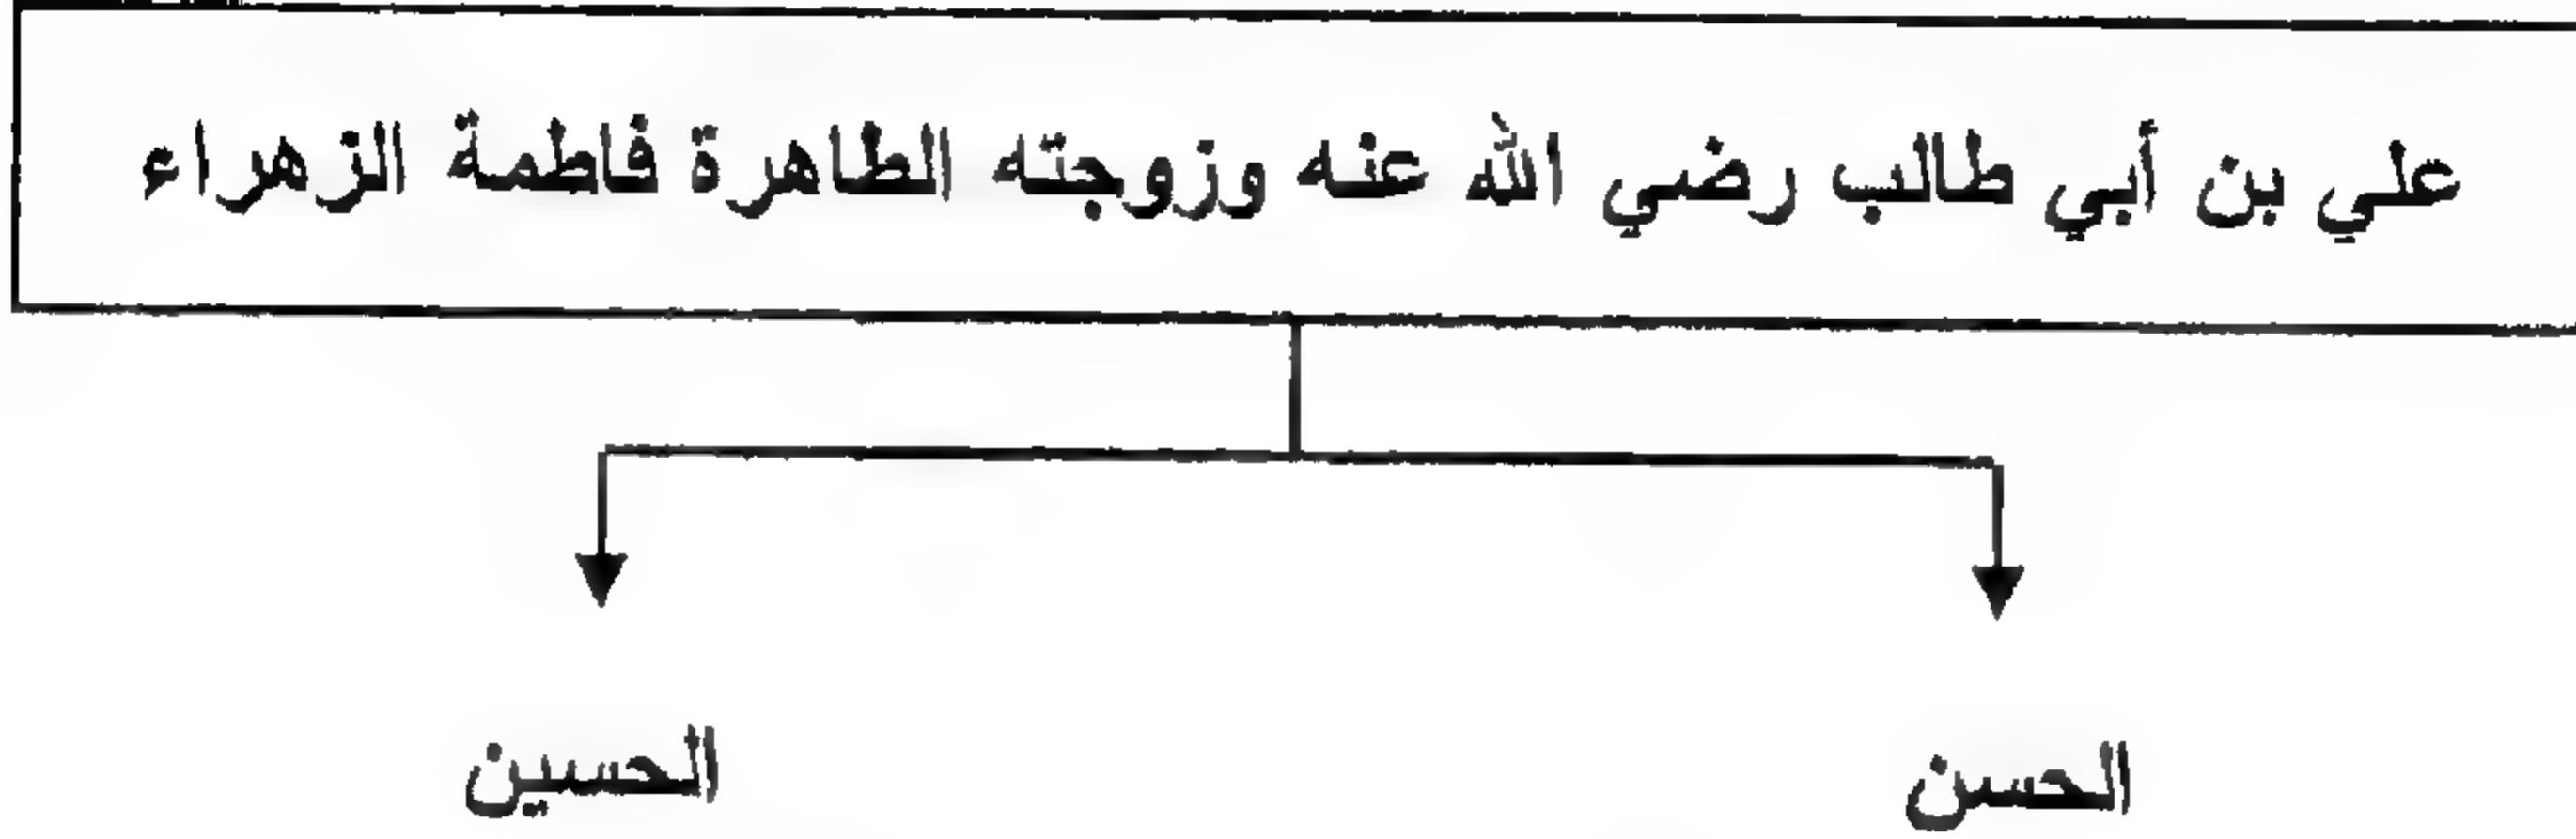 علي بن أبي طالب رضي الله عنه وزوجته الطاهرة فاطمة الزهراء
الحسن
الحسين